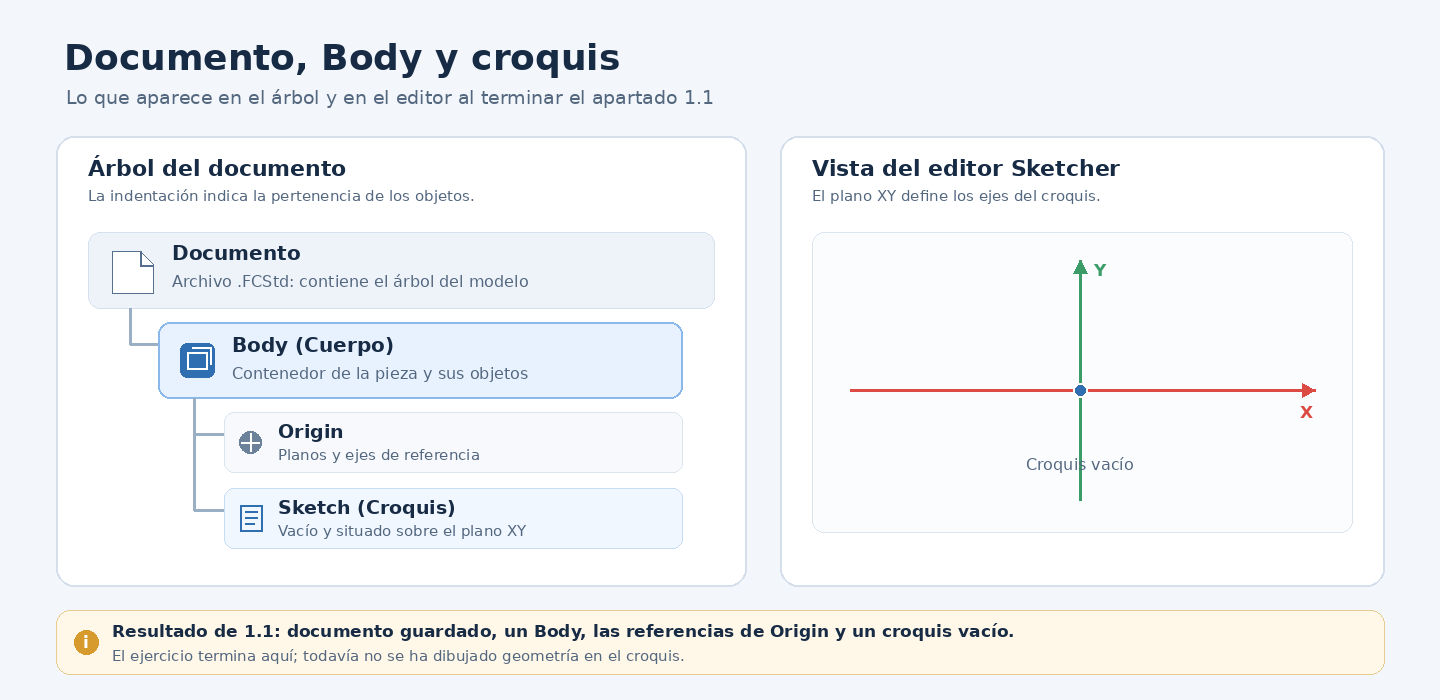 Documento, Body y croquis
Lo que aparece en el árbol y en el editor al terminar el apartado 1.1
Árbol del documento
La indentación indica la pertenencia de los objetos.
Documento
Archivo .FCStd: contiene el árbol del modelo
Body (Cuerpo)
Contenedor de la pieza y sus objetos
Origin
Planos y ejes de referencia
Sketch (Croquis)
Vacío y situado sobre el plano XY
Vista del editor Sketcher
El plano XY define los ejes del croquis.
Y
X
Croquis vacío
i
Resultado de 1.1: documento guardado, un Body, las referencias de Origin y un croquis vacío.
El ejercicio termina aquí; todavía no se ha dibujado geometría en el croquis.